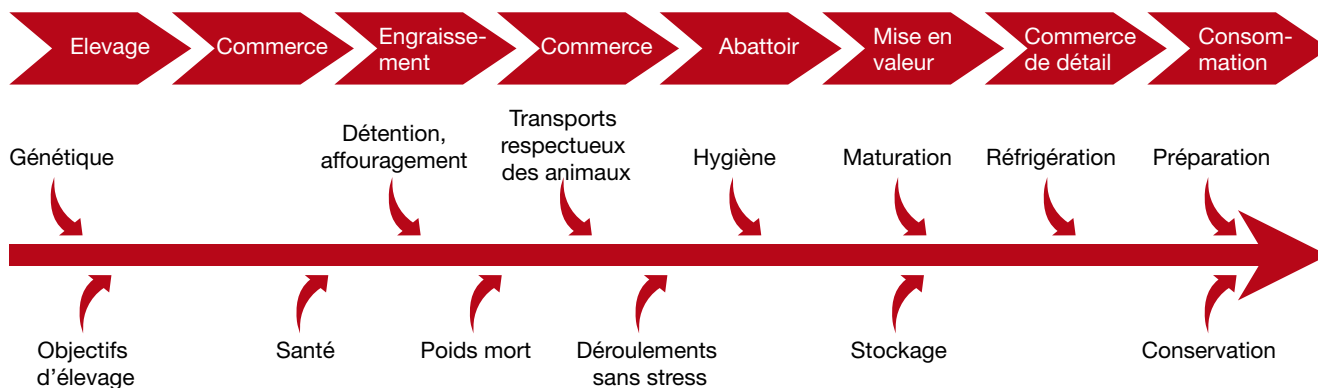 Elevage
Commerce
Engraisse-
ment
Commerce
Abattoir
Mise en
valeur
Commerce
de détail
Consom-
mation
Génétique
Détention,
affouragement
Transports
respectueux
des animaux
Hygiène
Maturation
Réfrigération
Préparation
Objectifs
d’élevage
Santé
Poids mort
Déroulements
sans stress
Stockage
Conservation